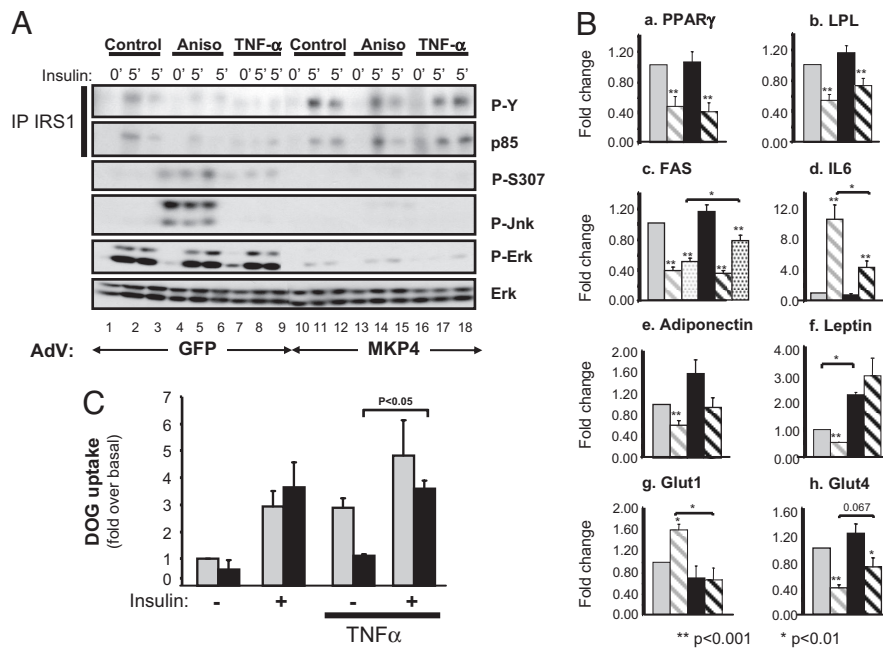 A
Control Aniso TNF-α Control Aniso TNF-α
Insulin: 0' 5' 5' 0' 5' 5' 0' 5' 5' 0' 5' 5' 0' 5' 5' 0' 5' 5'
IP IRS1
P-Y
p85
P-S307
P-Jnk
P-Erk
Erk
1 2 3 4 5 6 7 8 9 10 11 12 13 14 15 16 17 18
AdV: GFP MKP4
B
a. PPARγ
Fold change
1.20
0.80
0.40
0.00
** **
b. LPL
1.20
0.80
0.40
0.00
** **
c. FAS
Fold change
1.20
0.80
0.40
0.00
** ** ** **
*
d. IL6
12.0
8.0
4.0
0.0
** **
*
e. Adiponectin
Fold change
2.00
1.60
1.20
0.80
0.40
0.00
**
f. Leptin
4.00
3.00
2.00
1.00
0.00
*
**
g. Glut1
Fold change
2.00
1.60
1.20
0.80
0.40
0.00
*
*
h. Glut4
1.60
1.20
0.80
0.40
0.00
0.067
** *
** p<0.001 * p<0.01
C
DOG uptake
(fold over basal)
7
6
5
4
3
2
1
0
P<0.05
Insulin: - + - +
TNFα